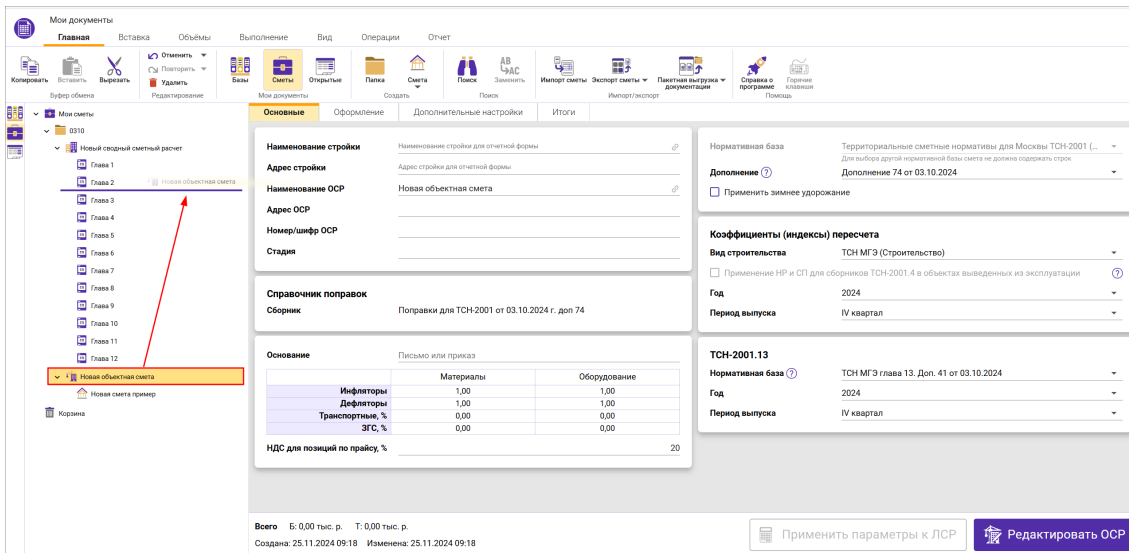 Мои документы
Главная Вставка Объёмы Выполнение Вид Операции Отчет
Копировать Вставить Вырезать Отменить Повторить Удалить Базы Сметы Открытые Папка Смета Поиск AB AC Заменить Импорт сметы Экспорт сметы Пакетная выгрузка документации Справка о программе Горячие клавиши
Буфер обмена Редактирование Мои документы Создать Поиск Импорт/экспорт Помощь
Мои сметы
0310
Новый сводный сметный расчет
Глава 1
Глава 2 Новая объектная смета
Глава 3
Глава 4
Глава 5
Глава 6
Глава 7
Глава 8
Глава 9
Глава 10
Глава 11
Глава 12
Новая объектная смета
Новая смета пример
Корзина
Основные Оформление Дополнительные настройки Итоги
Наименование стройки Наименование стройки для отчетной формы
Адрес стройки Адрес стройки для отчетной формы
Наименование ОСР Новая объектная смета
Адрес ОСР
Номер/шифр ОСР
Стадия
Справочник поправок
Сборник Поправки для ТСН-2001 от 03.10.2024 г. доп 74
Основание Письмо или приказ
Материалы Оборудование
Инфляторы 1,00 1,00
Дефляторы 1,00 1,00
Транспортные, % 0,00 0,00
ЗГС, % 0,00 0,00
НДС для позиций по прайсу, % 20
Нормативная база Территориальные сметные нормативы для Москвы ТСН-2001 (...
Для выбора другой нормативной базы смета не должна содержать строк
Дополнение ? Дополнение 74 от 03.10.2024
Применить зимнее удорожание
Коэффициенты (индексы) пересчета
Вид строительства ТСН МГЭ (Строительство)
Применение НР и СП для сборников ТСН-2001.4 в объектах выведенных из эксплуатации ?
Год 2024
Период выпуска IV квартал
ТСН-2001.13
Нормативная база ? ТСН МГЭ глава 13. Доп. 41 от 03.10.2024
Год 2024
Период выпуска IV квартал
Всего Б: 0,00 тыс. р. Т: 0,00 тыс. р.
Создана: 25.11.2024 09:18 Изменена: 25.11.2024 09:18
Применить параметры к ЛСР Редактировать ОСР